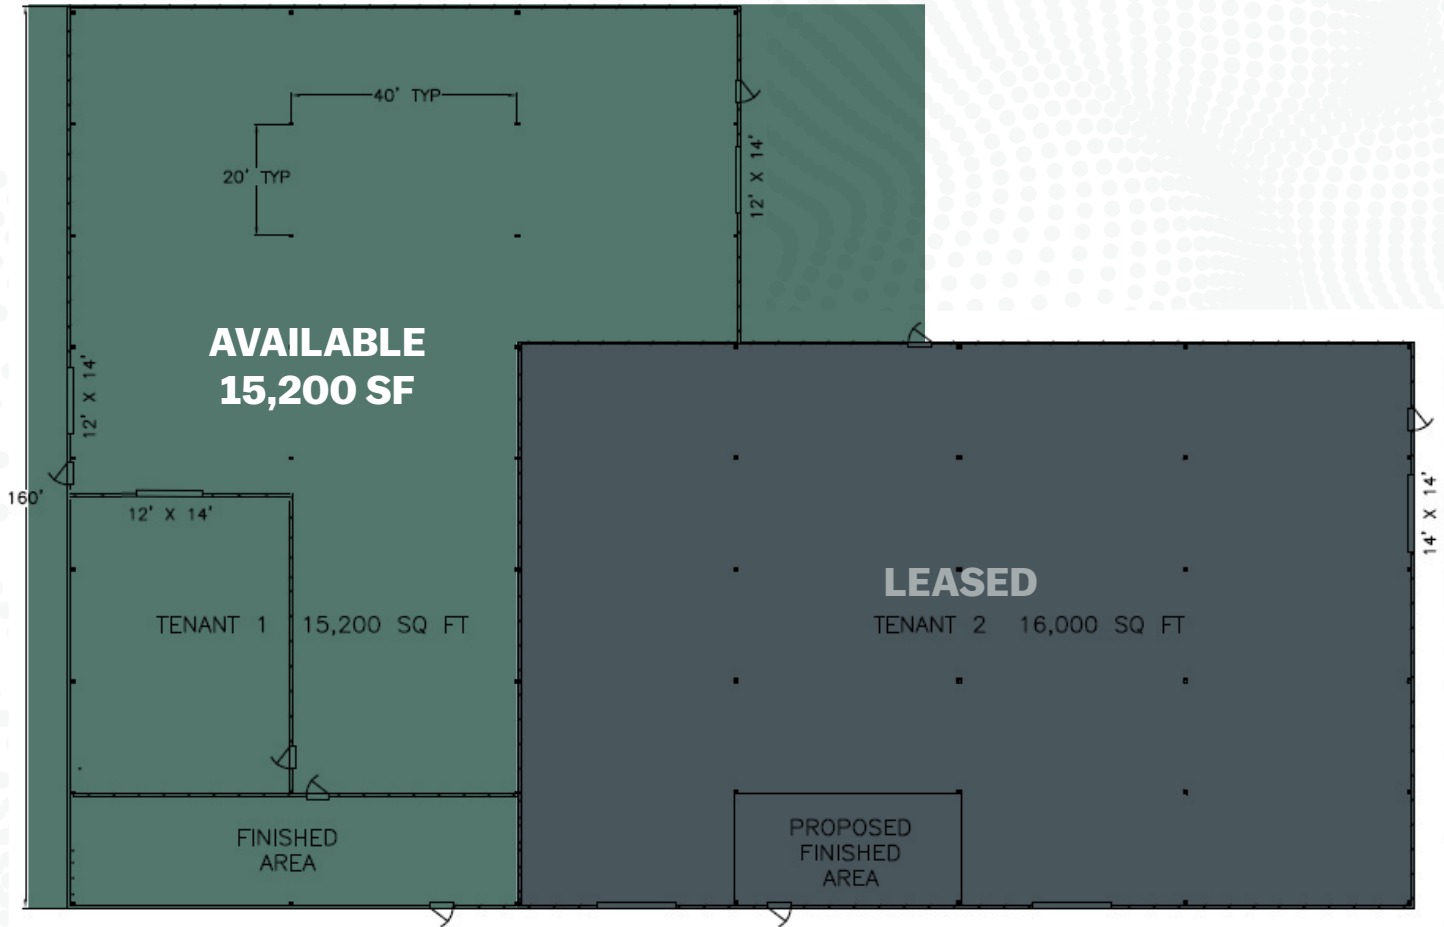 40' TYP
20' TYP
12' X 14'
AVAILABLE
15,200 SF
12' X 14'
160'
12' X 14'
14' X 14'
LEASED
TENANT 1 15,200 SQ FT
TENANT 2 16,000 SQ FT
FINISHED
AREA
PROPOSED
FINISHED
AREA